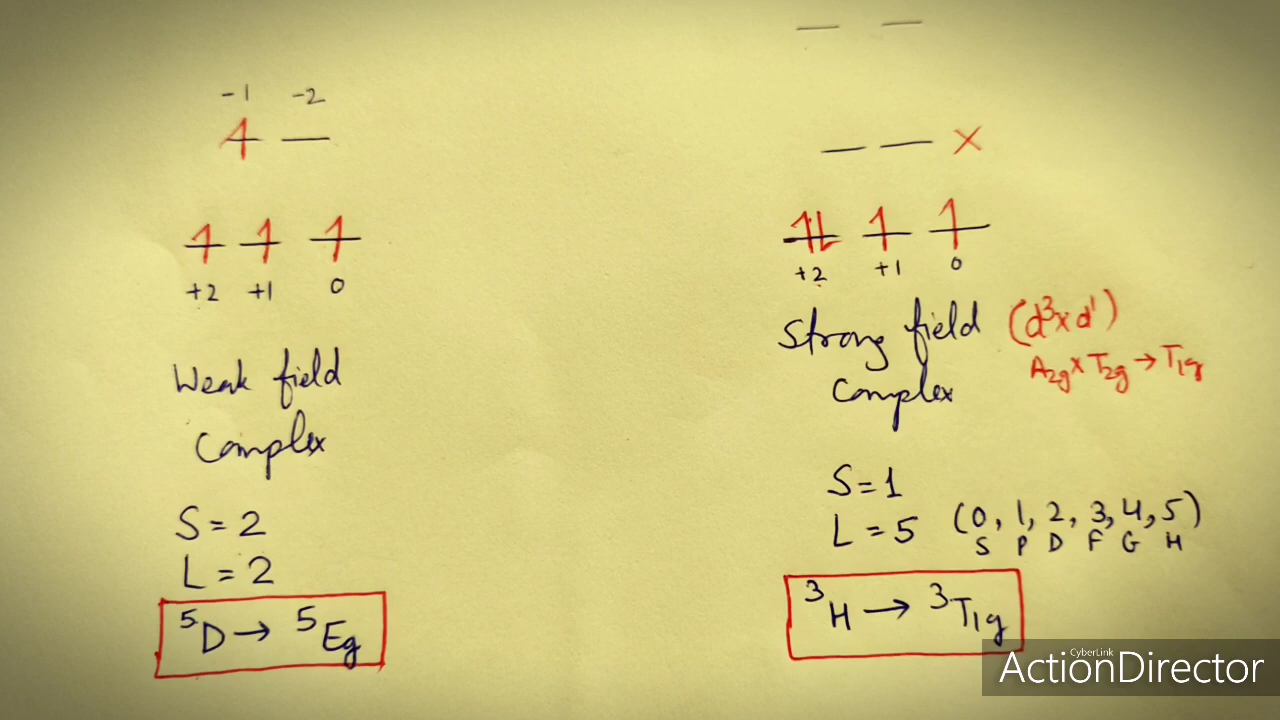 -1 -2
+2 +1 0
Weak field
Complex
S = 2
L = 2
⁵D → ⁵Eg
×
+2 +1 0
Strong field (d³×d¹)
Complex A₂g × T₂g → T₁g
S = 1
L = 5 (0, 1, 2, 3, 4, 5)
S P D F G H
³H → ³T₁g
CyberLink
ActionDirector